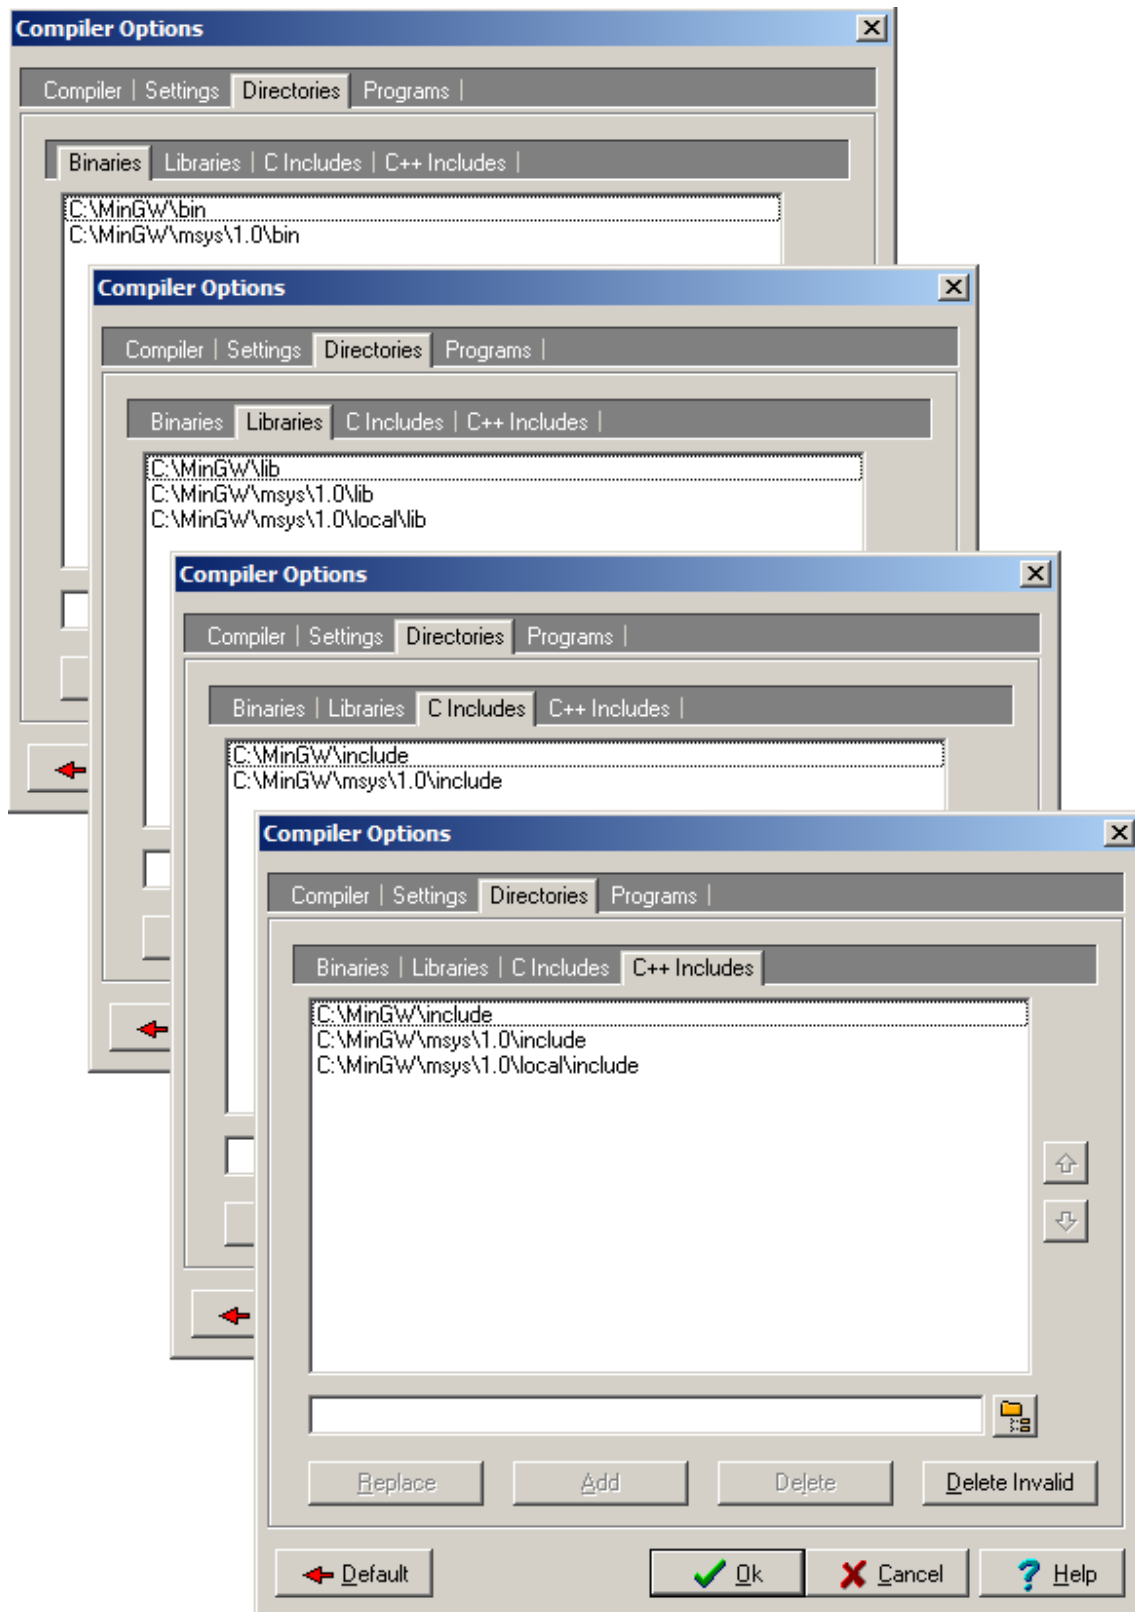 Compiler Options
Compiler | Settings Directories Programs |
Binaries Libraries | C Includes | C++ Includes |
C:\MinGW\bin
C:\MinGW\msys\1.0\bin
Compiler Options
Compiler | Settings Directories Programs |
Binaries Libraries C Includes | C++ Includes |
C:\MinGW\lib
C:\MinGW\msys\1.0\lib
C:\MinGW\msys\1.0\local\lib
Compiler Options
Compiler | Settings Directories Programs |
Binaries | Libraries C Includes C++ Includes |
C:\MinGW\include
C:\MinGW\msys\1.0\include
Compiler Options
Compiler | Settings Directories Programs |
Binaries | Libraries | C Includes C++ Includes
C:\MinGW\include
C:\MinGW\msys\1.0\include
C:\MinGW\msys\1.0\local\include
Replace Add Delete Delete Invalid
Default Ok Cancel Help